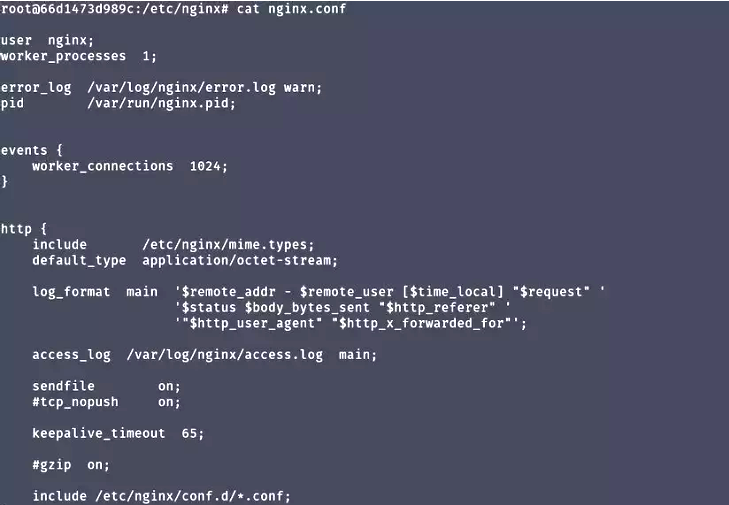 root@66d1473d989c:/etc/nginx# cat nginx.conf
user  nginx;
worker_processes  1;
error_log  /var/log/nginx/error.log warn;
pid        /var/run/nginx.pid;
events {
    worker_connections  1024;
}
http {
    include       /etc/nginx/mime.types;
    default_type  application/octet-stream;
    log_format  main  '$remote_addr - $remote_user [$time_local] "$request" '
                      '$status $body_bytes_sent "$http_referer" '
                      '"$http_user_agent" "$http_x_forwarded_for"';
    access_log  /var/log/nginx/access.log  main;
    sendfile        on;
    #tcp_nopush     on;
    keepalive_timeout  65;
    #gzip  on;
    include /etc/nginx/conf.d/*.conf;